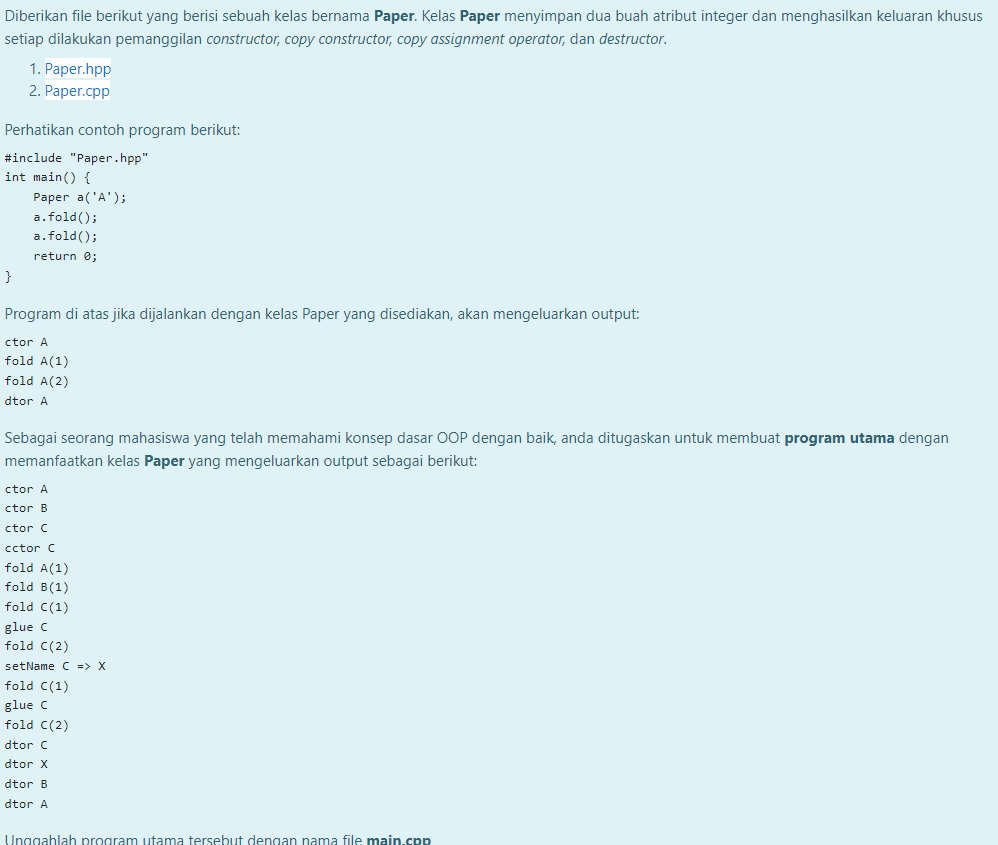 Diberikan file berikut yang berisi sebuah kelas bernama Paper. Kelas Paper menyimpan dua buah atribut integer dan menghasilkan keluaran khusus
setiap dilakukan pemanggilan constructor, copy constructor, copy assignment operator, dan destructor.
1. Paper.hpp
2. Paper.cpp
Perhatikan contoh program berikut:
#include "Paper.hpp"
int main() {
    Paper a('A');
    a.fold();
    a.fold();
    return 0;
}
Program di atas jika dijalankan dengan kelas Paper yang disediakan, akan mengeluarkan output:
ctor A
fold A(1)
fold A(2)
dtor A
Sebagai seorang mahasiswa yang telah memahami konsep dasar OOP dengan baik, anda ditugaskan untuk membuat program utama dengan
memanfaatkan kelas Paper yang mengeluarkan output sebagai berikut:
ctor A
ctor B
ctor C
cctor C
fold A(1)
fold B(1)
fold C(1)
glue C
fold C(2)
setName C => X
fold C(1)
glue C
fold C(2)
dtor C
dtor X
dtor B
dtor A
Unggahlah program utama tersebut dengan nama file main.cpp